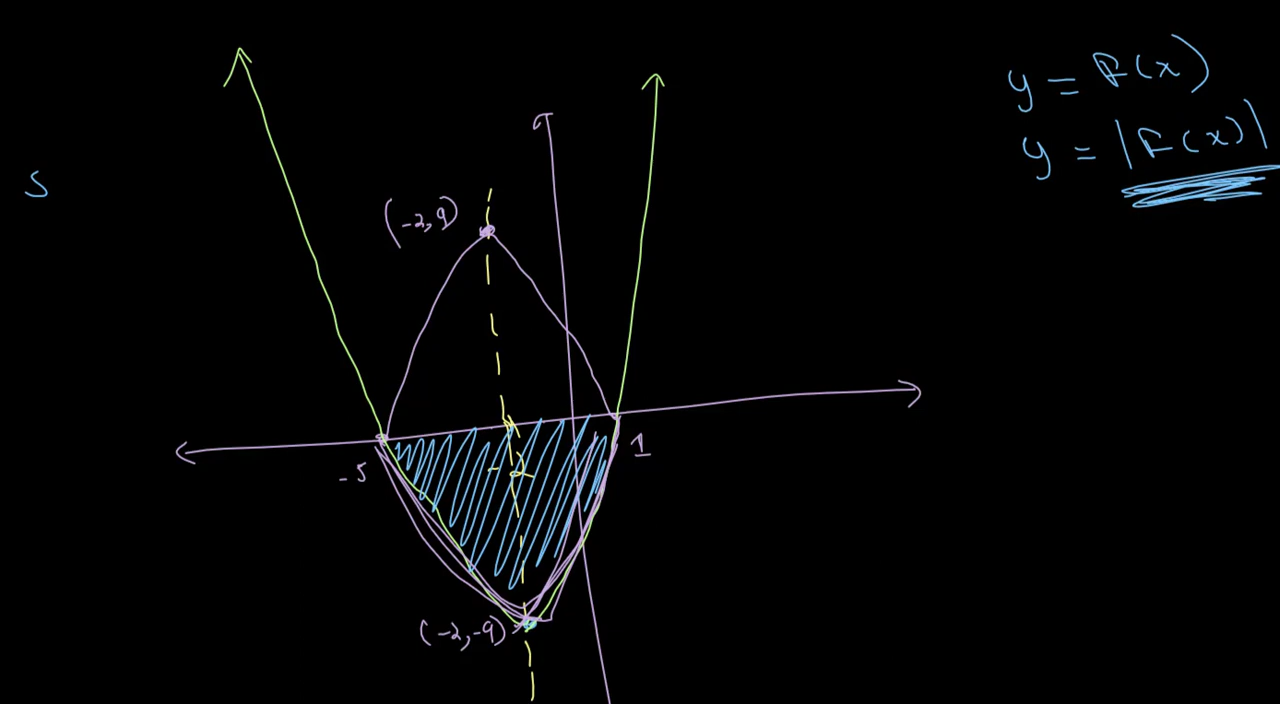 y = F(x)
y = |F(x)|
S
(-2,9)
-5
-2
1
(-2,-9)